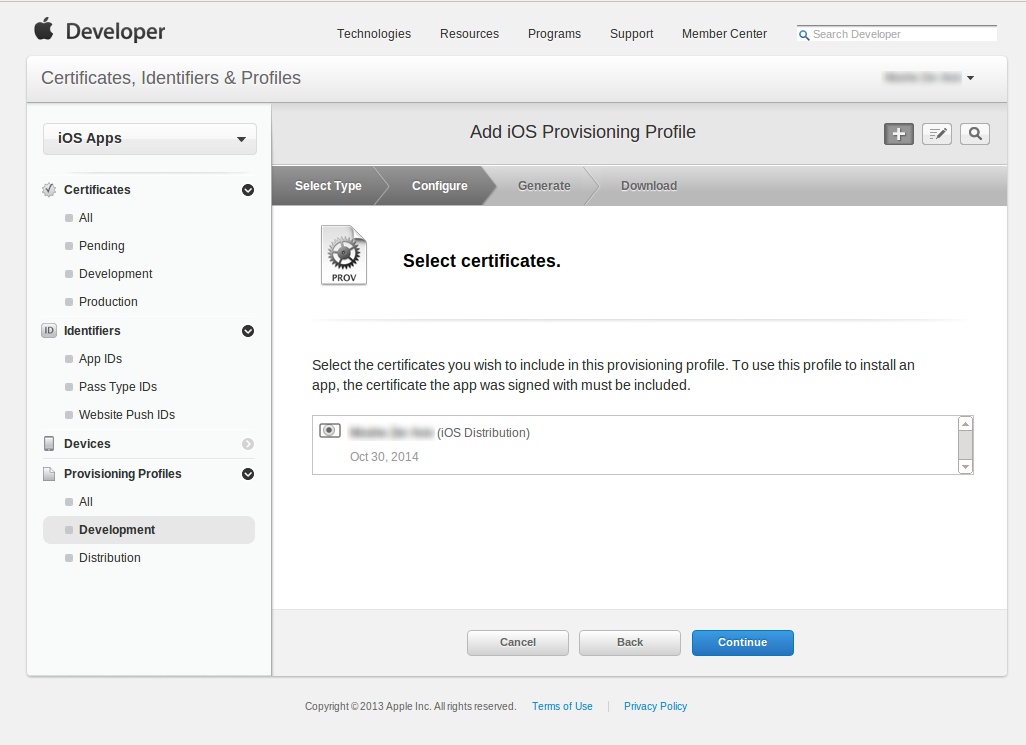 Developer
Technologies
Resources
Programs
Support
Member Center
Search Developer
Certificates, Identifiers & Profiles
iOS Apps
Certificates
All
Pending
Development
Production
ID
Identifiers
App IDs
Pass Type IDs
Website Push IDs
Devices
Provisioning Profiles
All
Development
Distribution
Add iOS Provisioning Profile
Select Type
Configure
Generate
Download
PROV
Select certificates.
Select the certificates you wish to include in this provisioning profile. To use this profile to install an
app, the certificate the app was signed with must be included.
(iOS Distribution)
Oct 30, 2014
Cancel
Back
Continue
Copyright © 2013 Apple Inc. All rights reserved.
Terms of Use
Privacy Policy